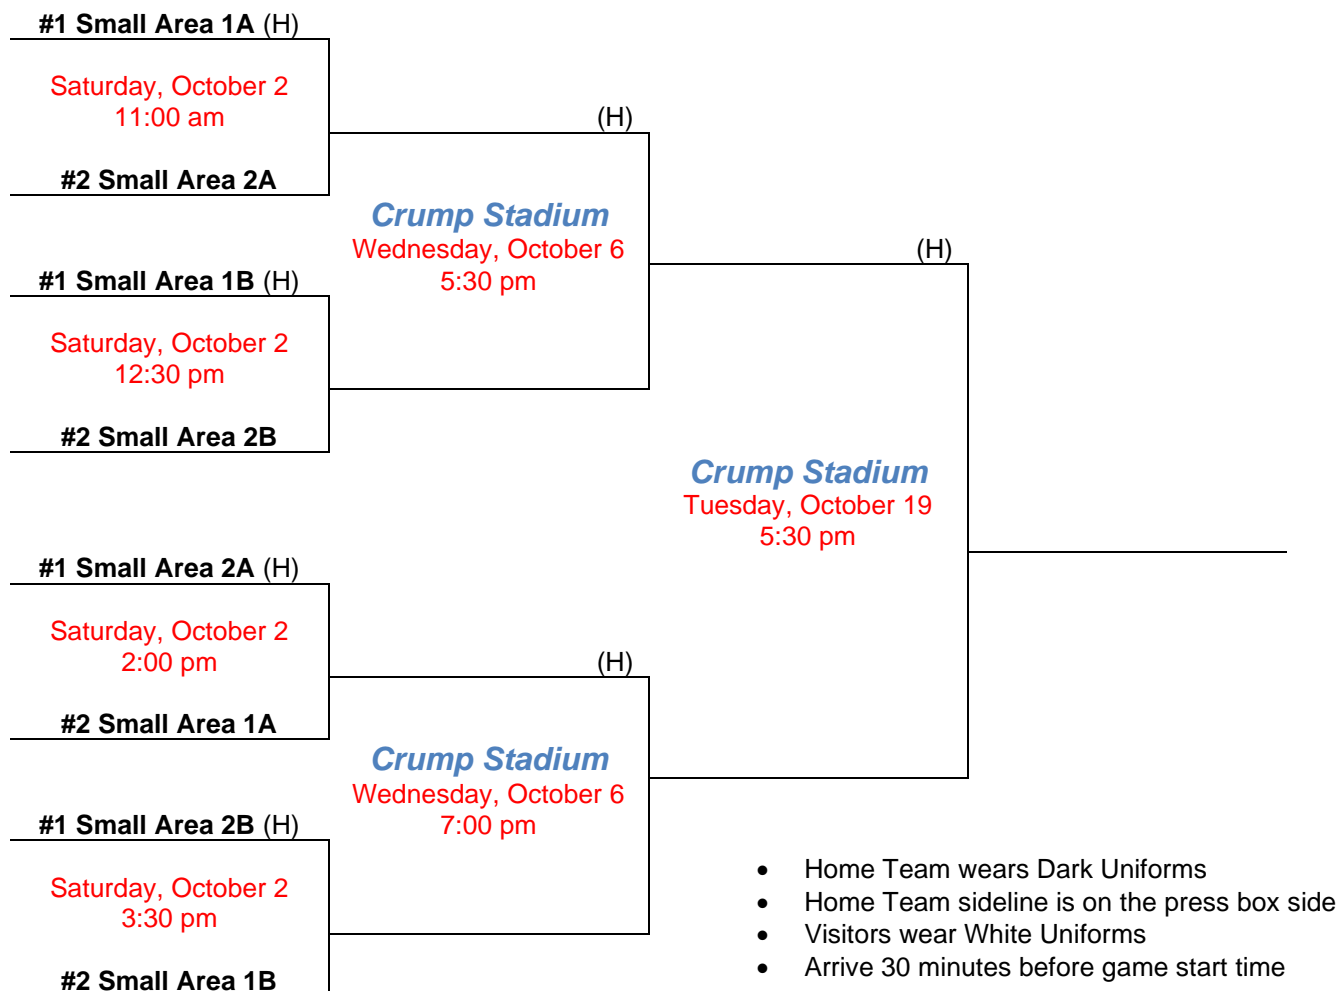 #1 Small Area 1A (H)
Saturday, October 2
11:00 am
#2 Small Area 2A
(H)
Crump Stadium
Wednesday, October 6
5:30 pm
#1 Small Area 1B (H)
Saturday, October 2
12:30 pm
#2 Small Area 2B
(H)
Crump Stadium
Tuesday, October 19
5:30 pm
#1 Small Area 2A (H)
Saturday, October 2
2:00 pm
#2 Small Area 1A
(H)
Crump Stadium
Wednesday, October 6
7:00 pm
#1 Small Area 2B (H)
Saturday, October 2
3:30 pm
#2 Small Area 1B
• Home Team wears Dark Uniforms
• Home Team sideline is on the press box side
• Visitors wear White Uniforms
• Arrive 30 minutes before game start time